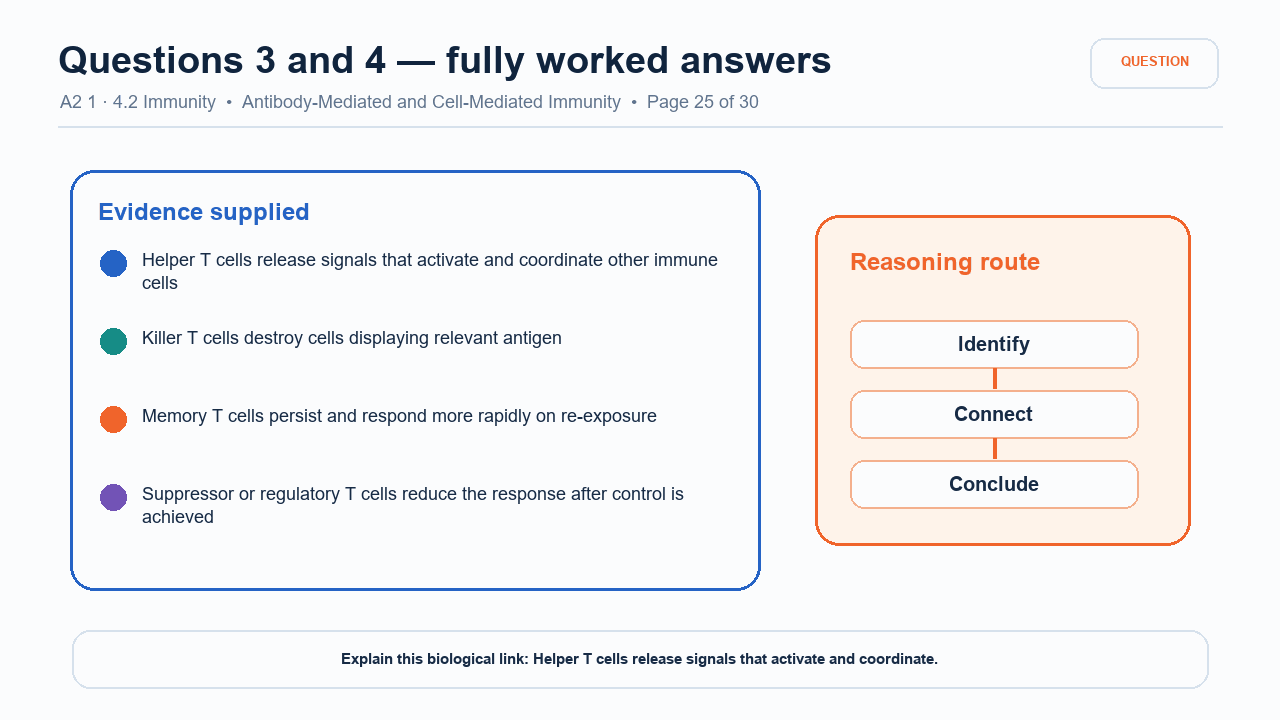 Questions 3 and 4 — fully worked answers
QUESTION
A2 1 · 4.2 Immunity • Antibody-Mediated and Cell-Mediated Immunity • Page 25 of 30
Evidence supplied
Helper T cells release signals that activate and coordinate other immune
cells
Killer T cells destroy cells displaying relevant antigen
Memory T cells persist and respond more rapidly on re-exposure
Suppressor or regulatory T cells reduce the response after control is
achieved
Reasoning route
Identify
Connect
Conclude
Explain this biological link: Helper T cells release signals that activate and coordinate.